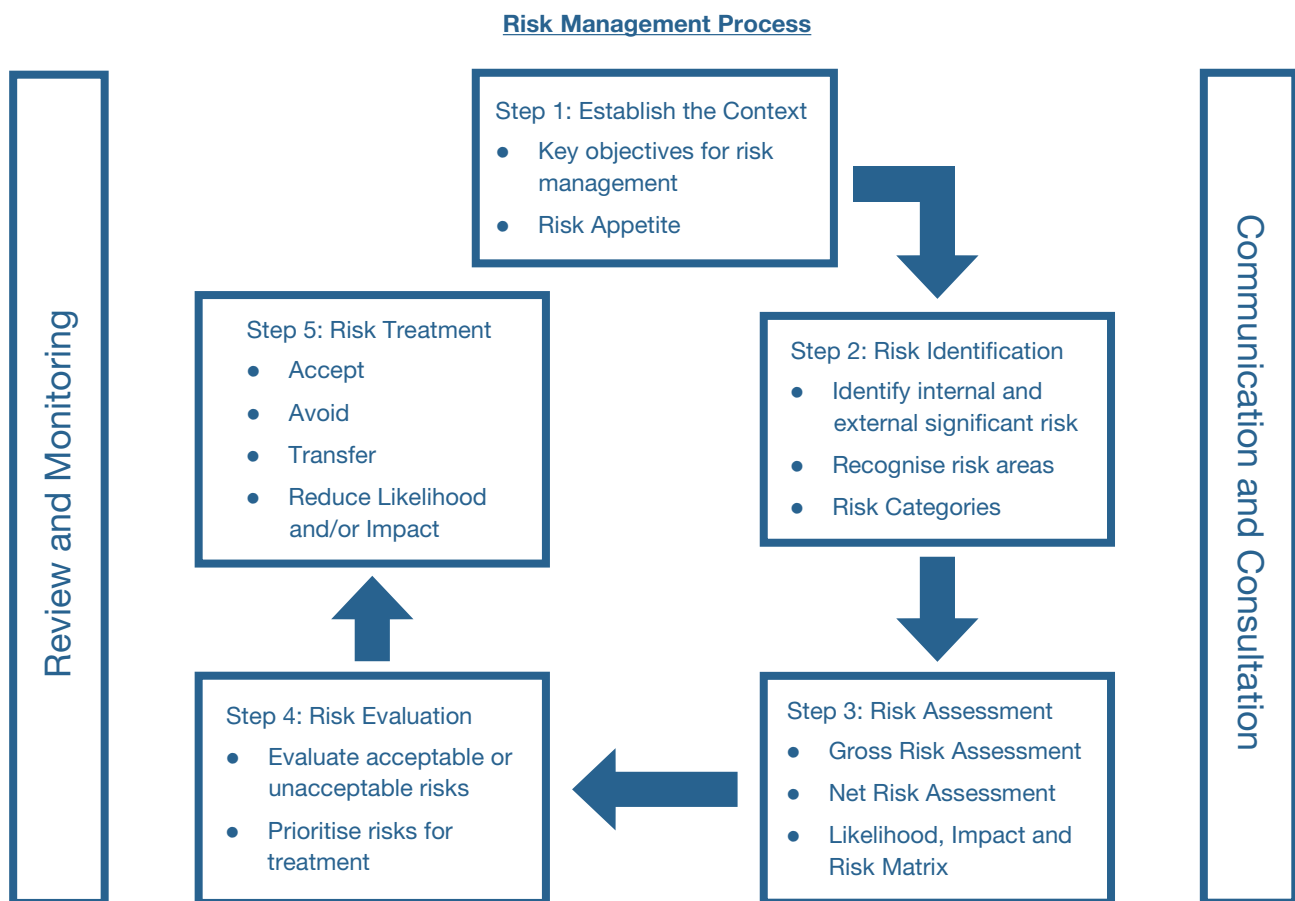 Risk Management Process
Review and Monitoring
Step 1: Establish the Context
● Key objectives for risk
management
● Risk Appetite
Step 2: Risk Identification
● Identify internal and
external significant risk
● Recognise risk areas
● Risk Categories
Step 3: Risk Assessment
● Gross Risk Assessment
● Net Risk Assessment
● Likelihood, Impact and
Risk Matrix
Step 4: Risk Evaluation
● Evaluate acceptable or
unacceptable risks
● Prioritise risks for
treatment
Step 5: Risk Treatment
● Accept
● Avoid
● Transfer
● Reduce Likelihood
and/or Impact
Communication and Consultation